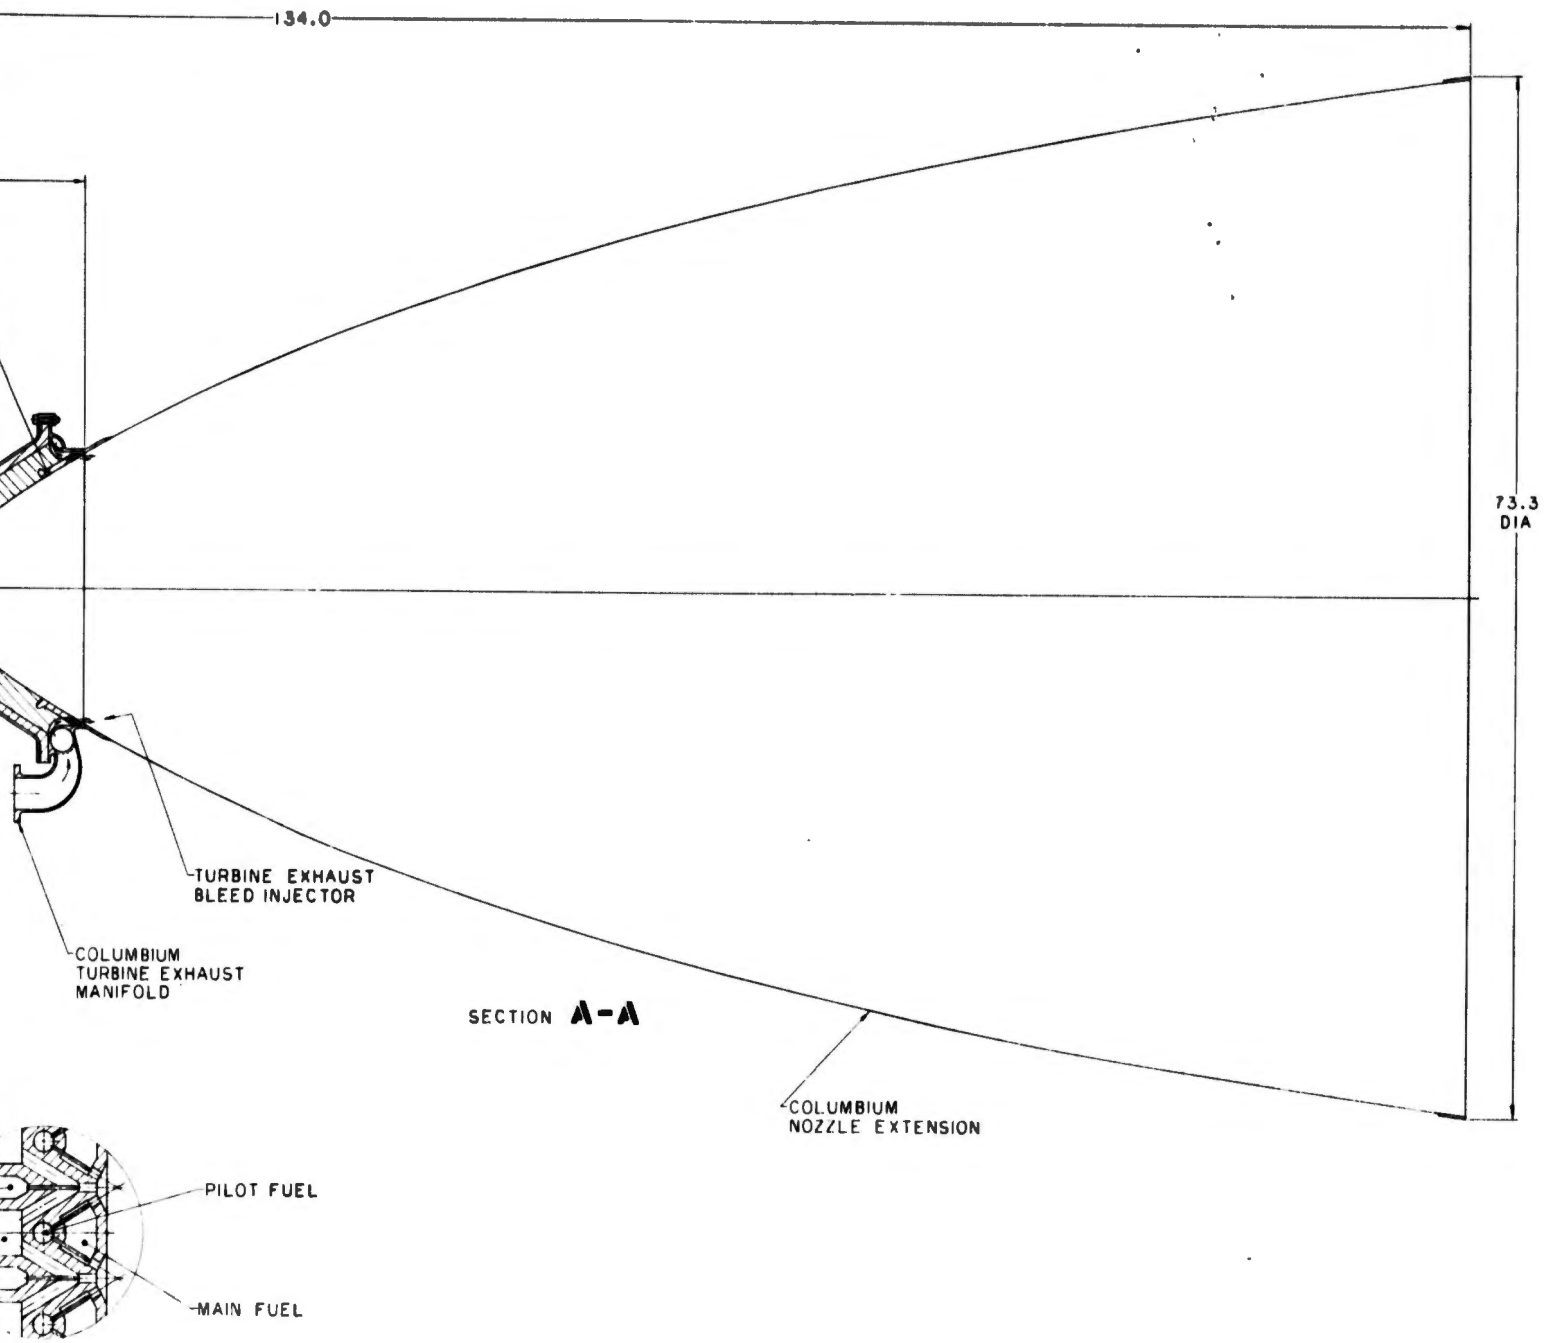 134.0
73.3
DIA
TURBINE EXHAUST
BLEED INJECTOR
COLUMBIUM
TURBINE EXHAUST
MANIFOLD
SECTION A-A
COLUMBIUM
NOZZLE EXTENSION
PILOT FUEL
MAIN FUEL